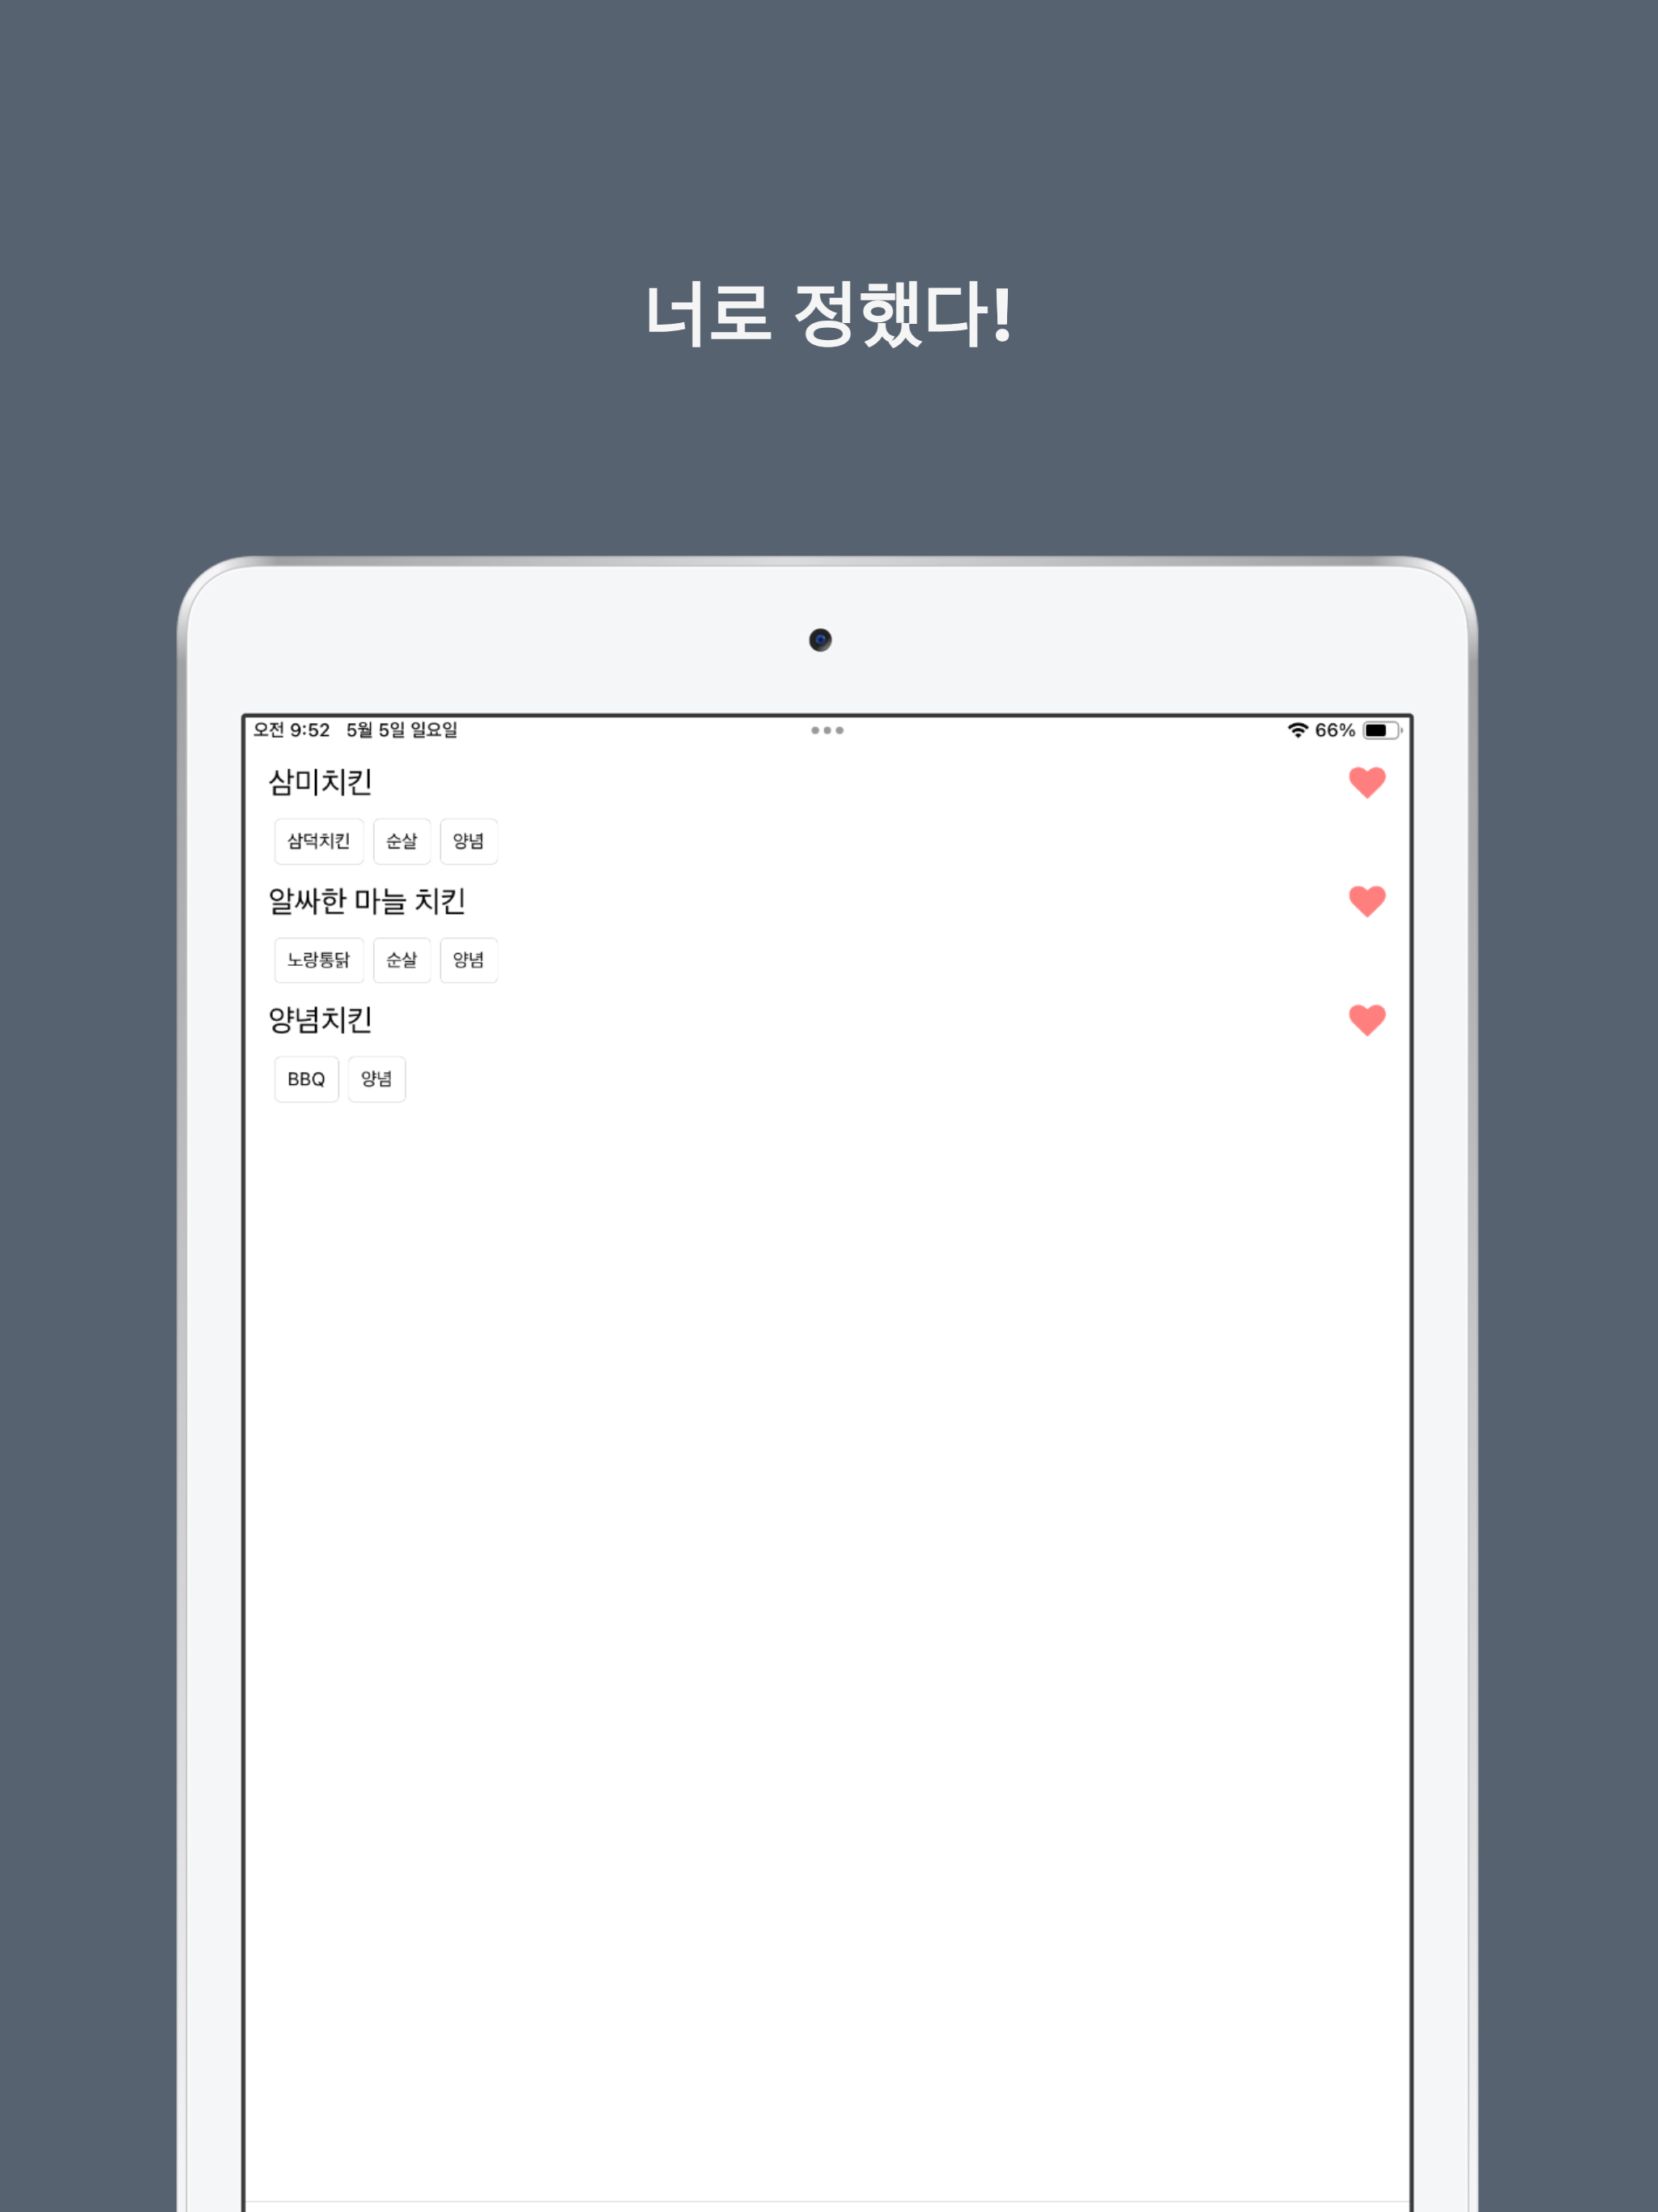 너로 정했다!
오전 9:52 5월 5일 일요일 66%
삼미치킨
삼덕치킨 순살 양념
알싸한 마늘 치킨
노랑통닭 순살 양념
양념치킨
BBQ 양념